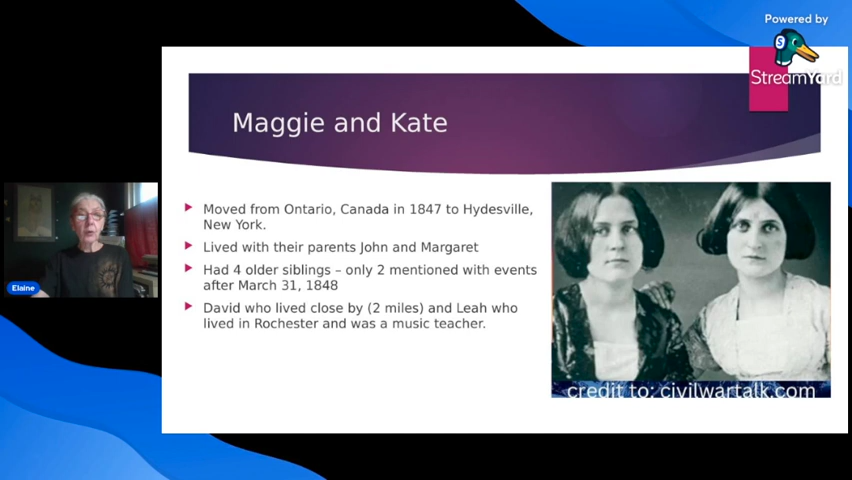 Powered by
StreamYard
Maggie and Kate
Moved from Ontario, Canada in 1847 to Hydesville,
New York.
Lived with their parents John and Margaret
Had 4 older siblings – only 2 mentioned with events
after March 31, 1848
David who lived close by (2 miles) and Leah who
lived in Rochester and was a music teacher.
credit to: civilwartalk.com
Elaine